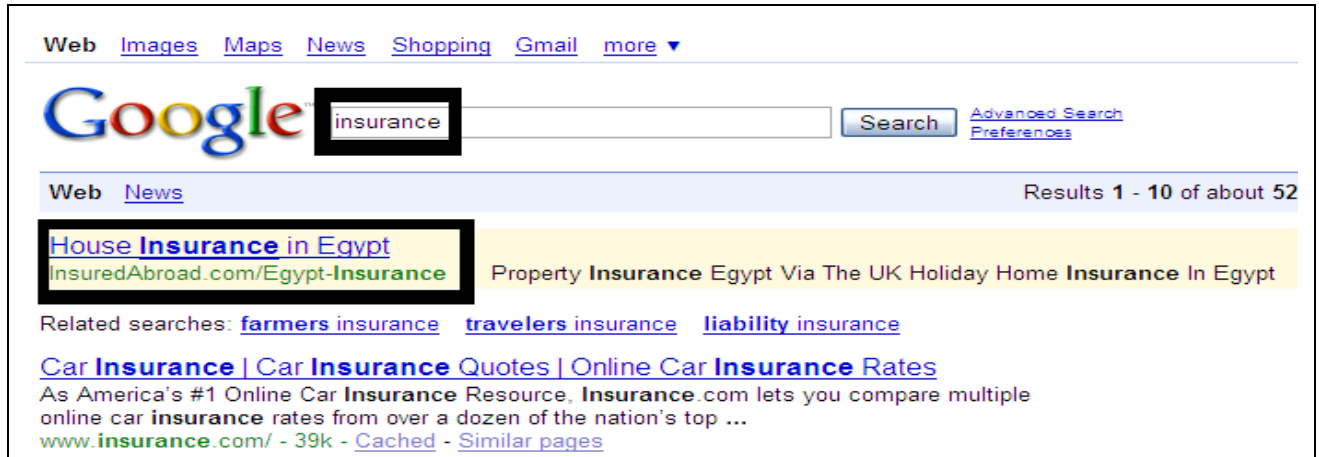 Web Images Maps News Shopping Gmail more ▼
Google™ insurance Search Advanced Search
Preferences
Web News Results 1 - 10 of about 52
House Insurance in Egypt
InsuredAbroad.com/Egypt-Insurance Property Insurance Egypt Via The UK Holiday Home Insurance In Egypt
Related searches: farmers insurance travelers insurance liability insurance
Car Insurance | Car Insurance Quotes | Online Car Insurance Rates
As America's #1 Online Car Insurance Resource, Insurance.com lets you compare multiple
online car insurance rates from over a dozen of the nation's top ...
www.insurance.com/ - 39k - Cached - Similar pages